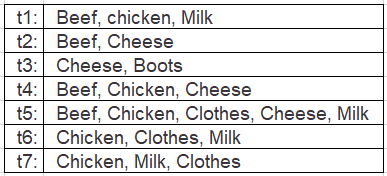 t1: Beef, chicken, Milk
t2: Beef, Cheese
t3: Cheese, Boots
t4: Beef, Chicken, Cheese
t5: Beef, Chicken, Clothes, Cheese, Milk
t6: Chicken, Clothes, Milk
t7: Chicken, Milk, Clothes